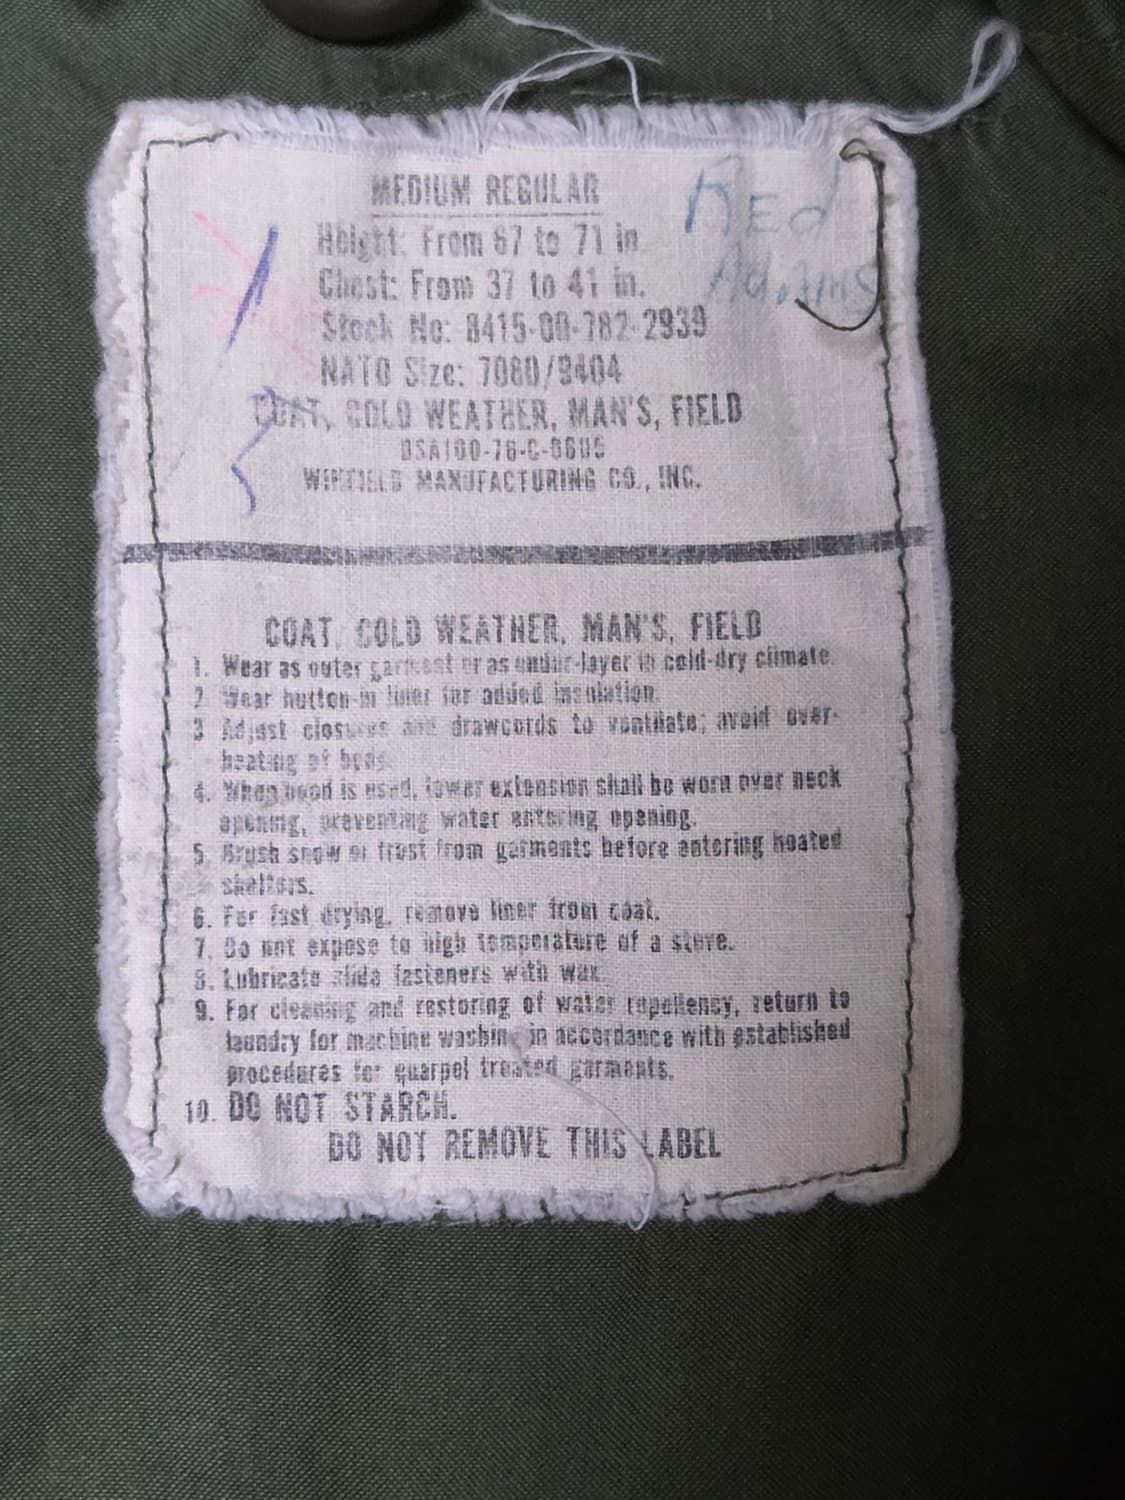 MEDIUM REGULAR
REd
Height: From 67 to 71 in.
Adams
Chest: From 37 to 41 in.
Stock No: 8415-00-782-2939
NATO Size: 7080/9404
COAT, COLD WEATHER, MAN'S, FIELD
DSA100-76-C-0605
WINFIELD MANUFACTURING CO., INC.
COAT, COLD WEATHER, MAN'S, FIELD
1. Wear as outer garment or as under-layer in cold-dry climate.
2 Wear button-in liner for added insulation.
3 Adjust closures and drawcords to ventilate; avoid over-
heating of body.
4. When hood is used, lower extension shall be worn over neck
opening, preventing water entering opening.
5. Brush snow or frost from garments before entering heated
shelters.
6. For fast drying, remove liner from coat.
7. Do not expose to high temperature of a stove.
8. Lubricate slide fasteners with wax.
9. For cleaning and restoring of water repellency, return to
laundry for machine washing in accordance with established
procedures for quarpel treated garments.
10. DO NOT STARCH.
DO NOT REMOVE THIS LABEL